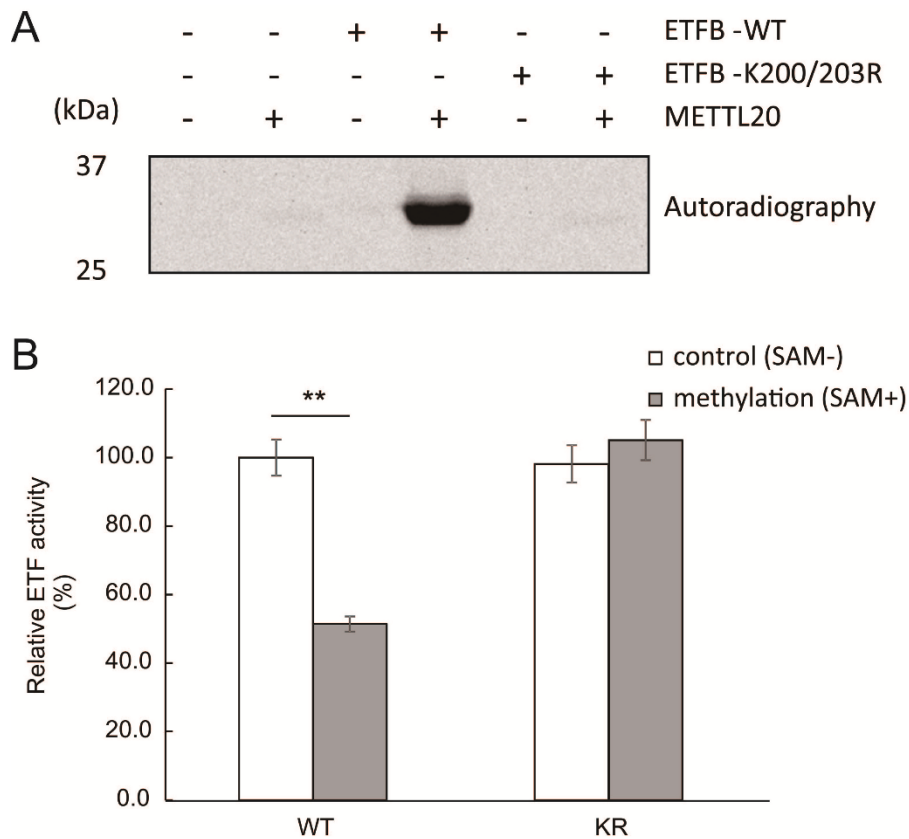 A
- - + + - - ETFB -WT
- - - - + + ETFB -K200/203R
(kDa) - + - + - + METTL20
37
Autoradiography
25
B
control (SAM-)
methylation (SAM+)
120.0
**
100.0
80.0
60.0
40.0
20.0
0.0
Relative ETF activity
(%)
WT KR